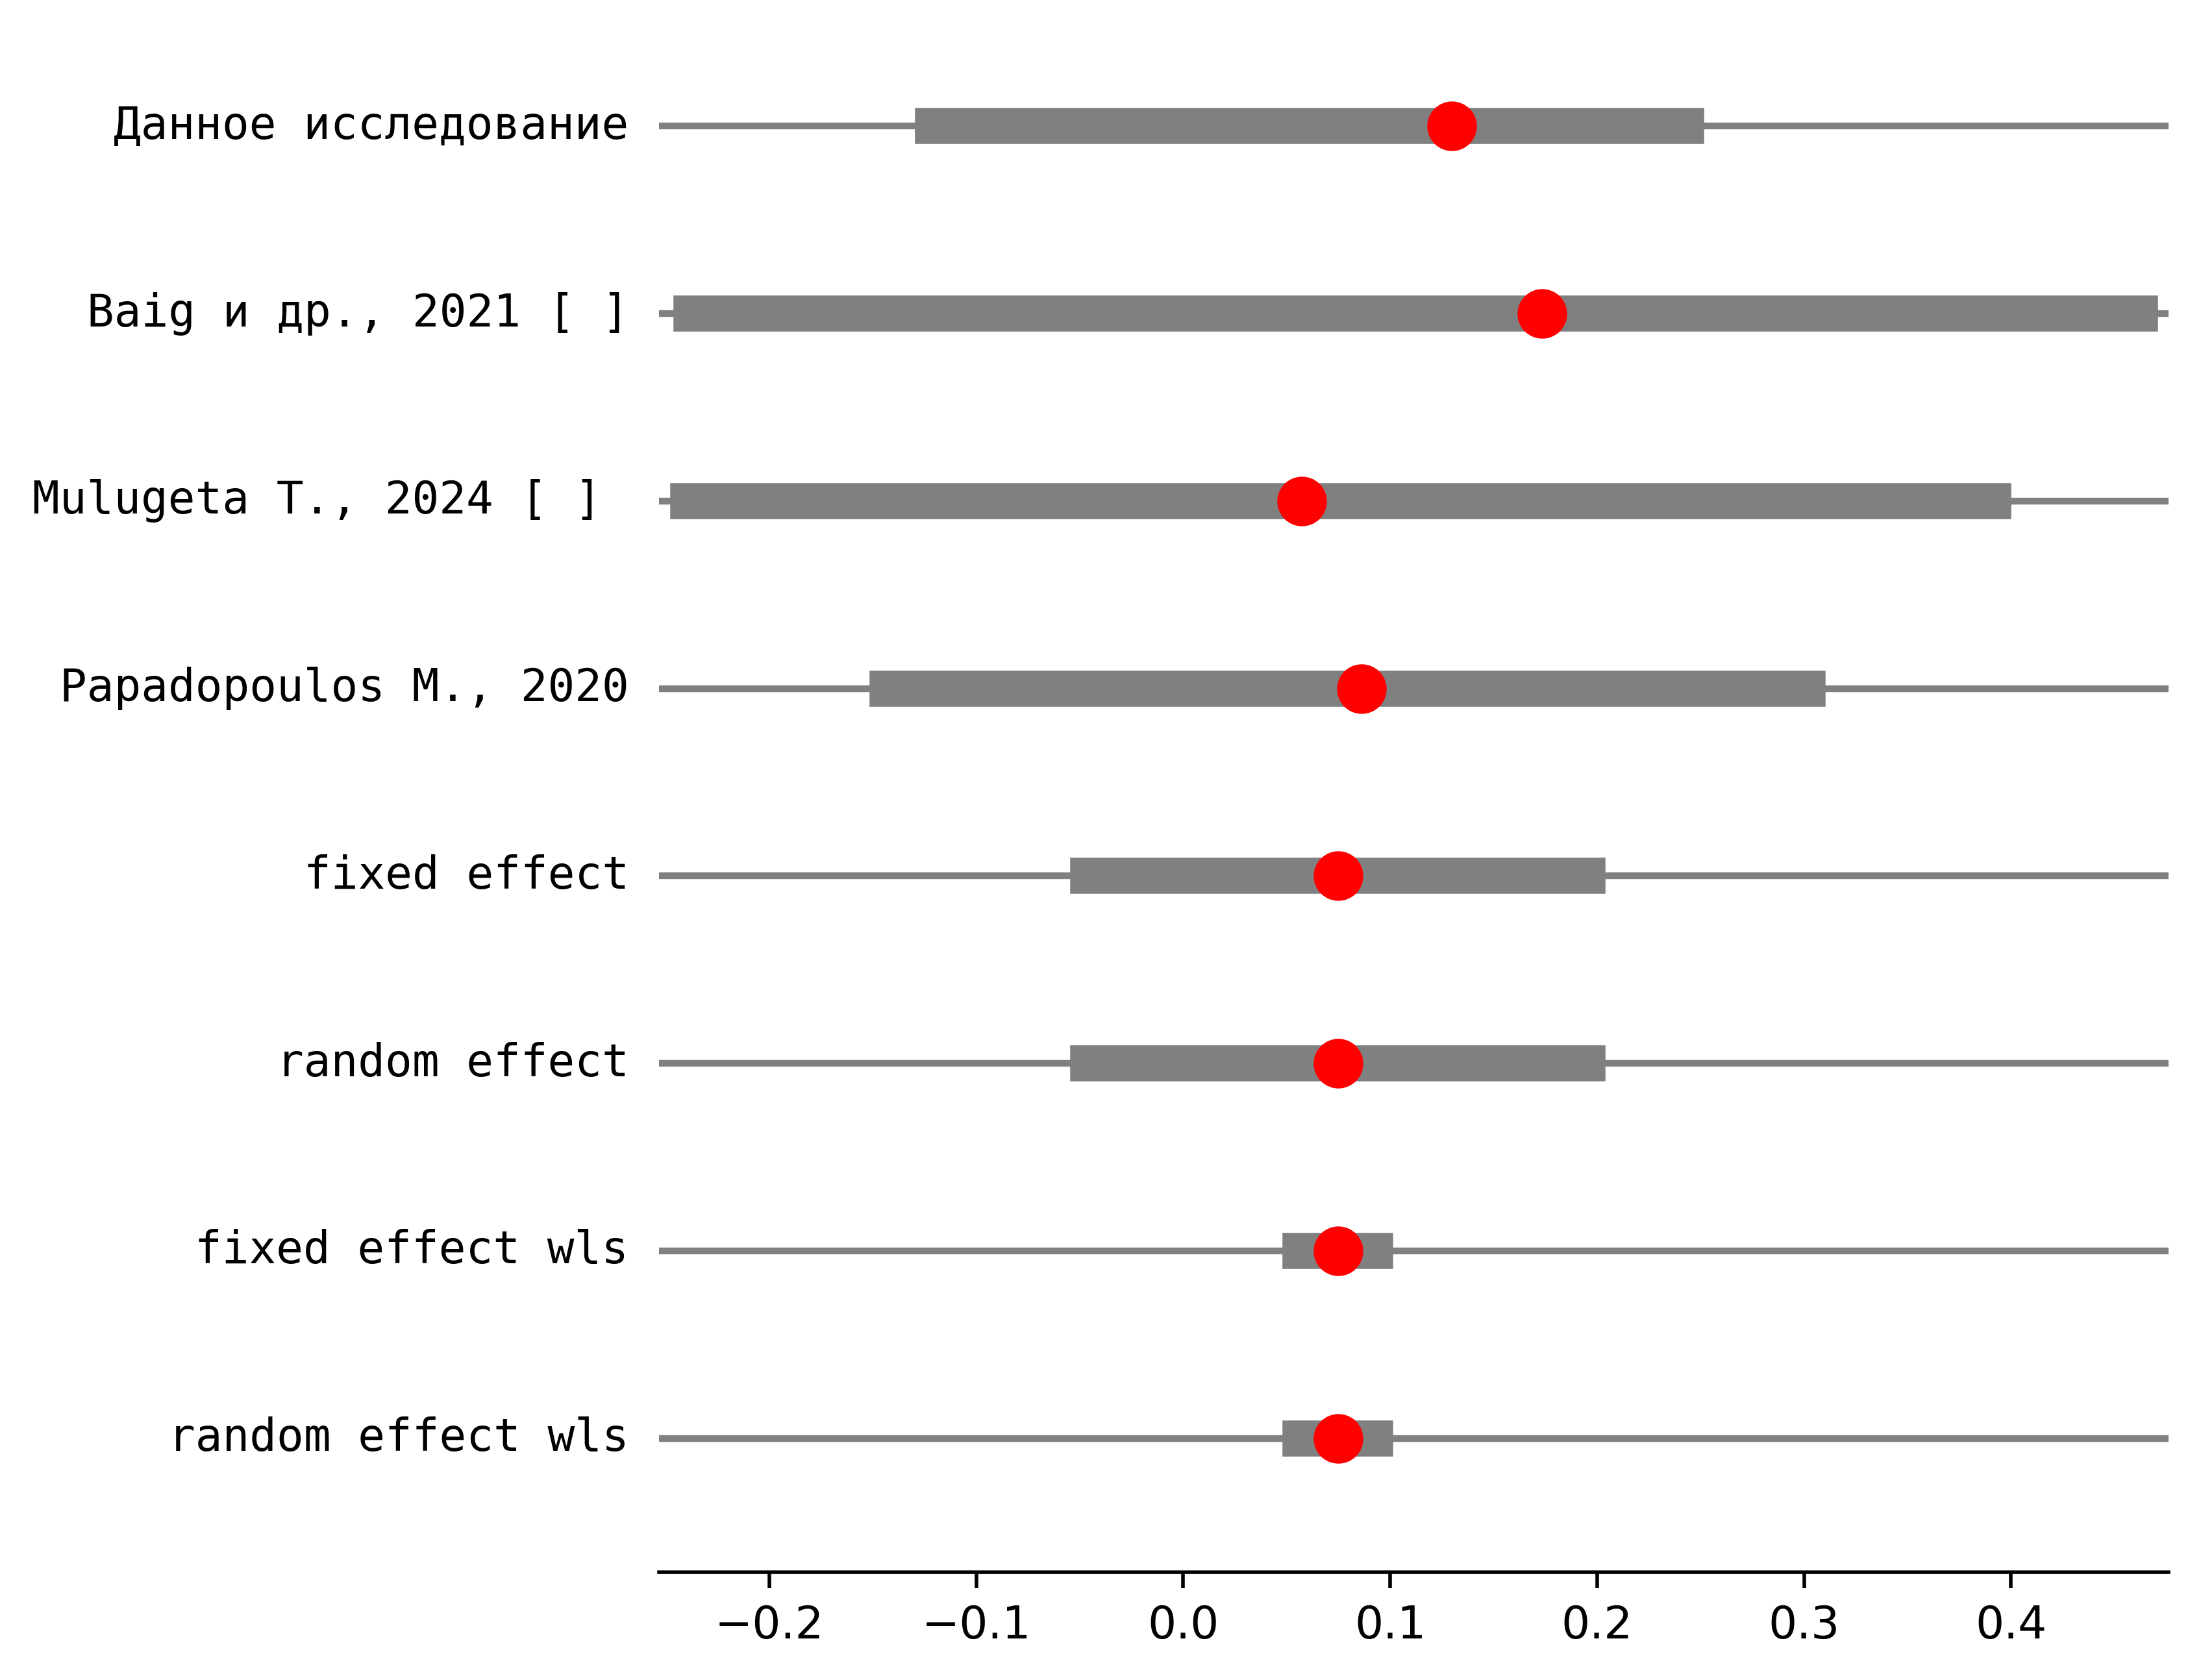 Данное исследование
Baig и др., 2021 [ ]
Mulugeta T., 2024 [ ]
Papadopoulos M., 2020
fixed effect
random effect
fixed effect wls
random effect wls
−0.2 −0.1 0.0 0.1 0.2 0.3 0.4